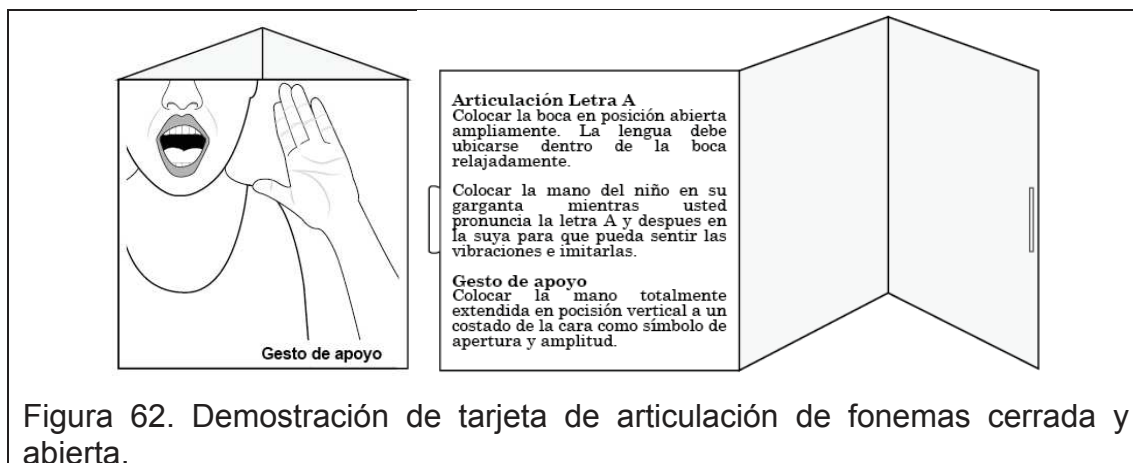 Gesto de apoyo
Articulación Letra A
Colocar la boca en posición abierta
ampliamente. La lengua debe
ubicarse dentro de la boca
relajadamente.
Colocar la mano del niño en su
garganta mientras usted
pronuncia la letra A y despues en
la suya para que pueda sentir las
vibraciones e imitarlas.
Gesto de apoyo
Colocar la mano totalmente
extendida en pocisión vertical a un
costado de la cara como símbolo de
apertura y amplitud.
Figura 62. Demostración de tarjeta de articulación de fonemas cerrada y
abierta.